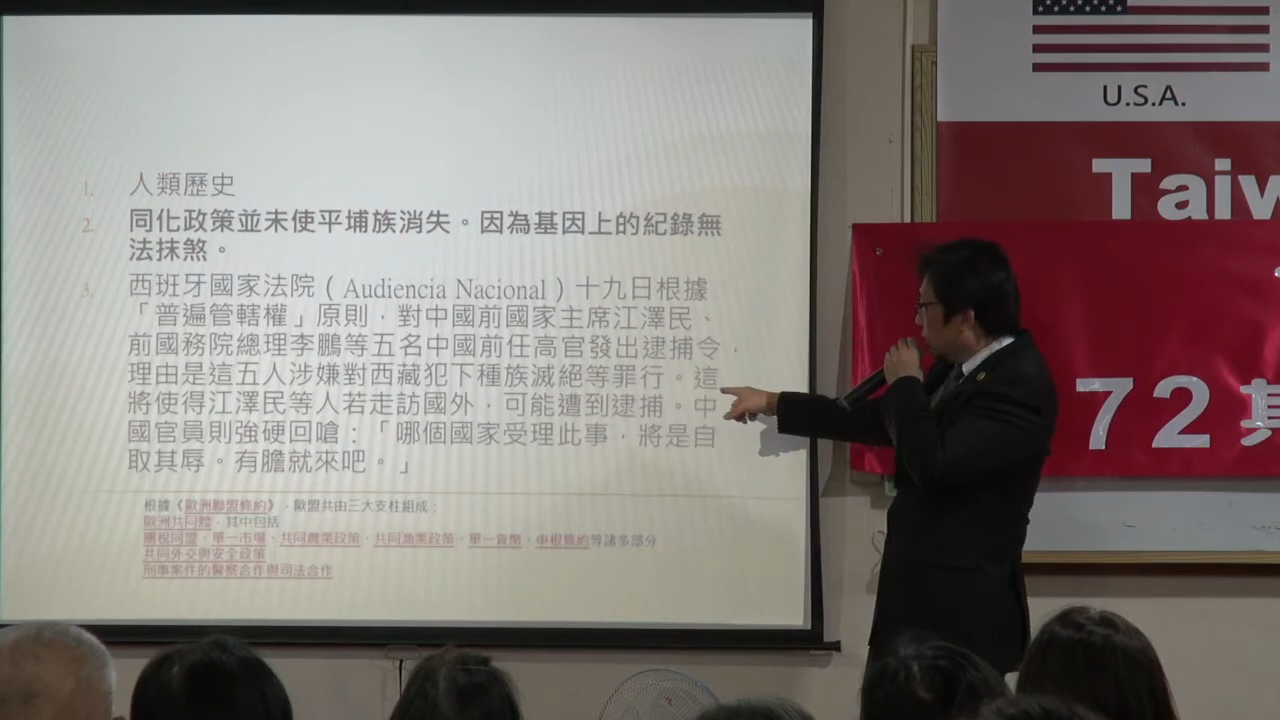 1. 人類歷史
2. 同化政策並未使平埔族消失。因為基因上的紀錄無
法抹煞。
3. 西班牙國家法院（Audiencia Nacional）十九日根據
「普遍管轄權」原則，對中國前國家主席江澤民、
前國務院總理李鵬等五名中國前任高官發出逮捕令，
理由是這五人涉嫌對西藏犯下種族滅絕等罪行。這
將使得江澤民等人若走訪國外，可能遭到逮捕。中
國官員則強硬回嗆：「哪個國家受理此事，將是自
取其辱。有膽就來吧。」
根據《歐洲聯盟條約》，歐盟共由三大支柱組成：
歐洲共同體，其中包括
關稅同盟、單一市場、共同農業政策、共同漁業政策、單一貨幣、申根條約等諸多部分
共同外交與安全政策
刑事案件的警察合作與司法合作
U.S.A.
Taiw
72